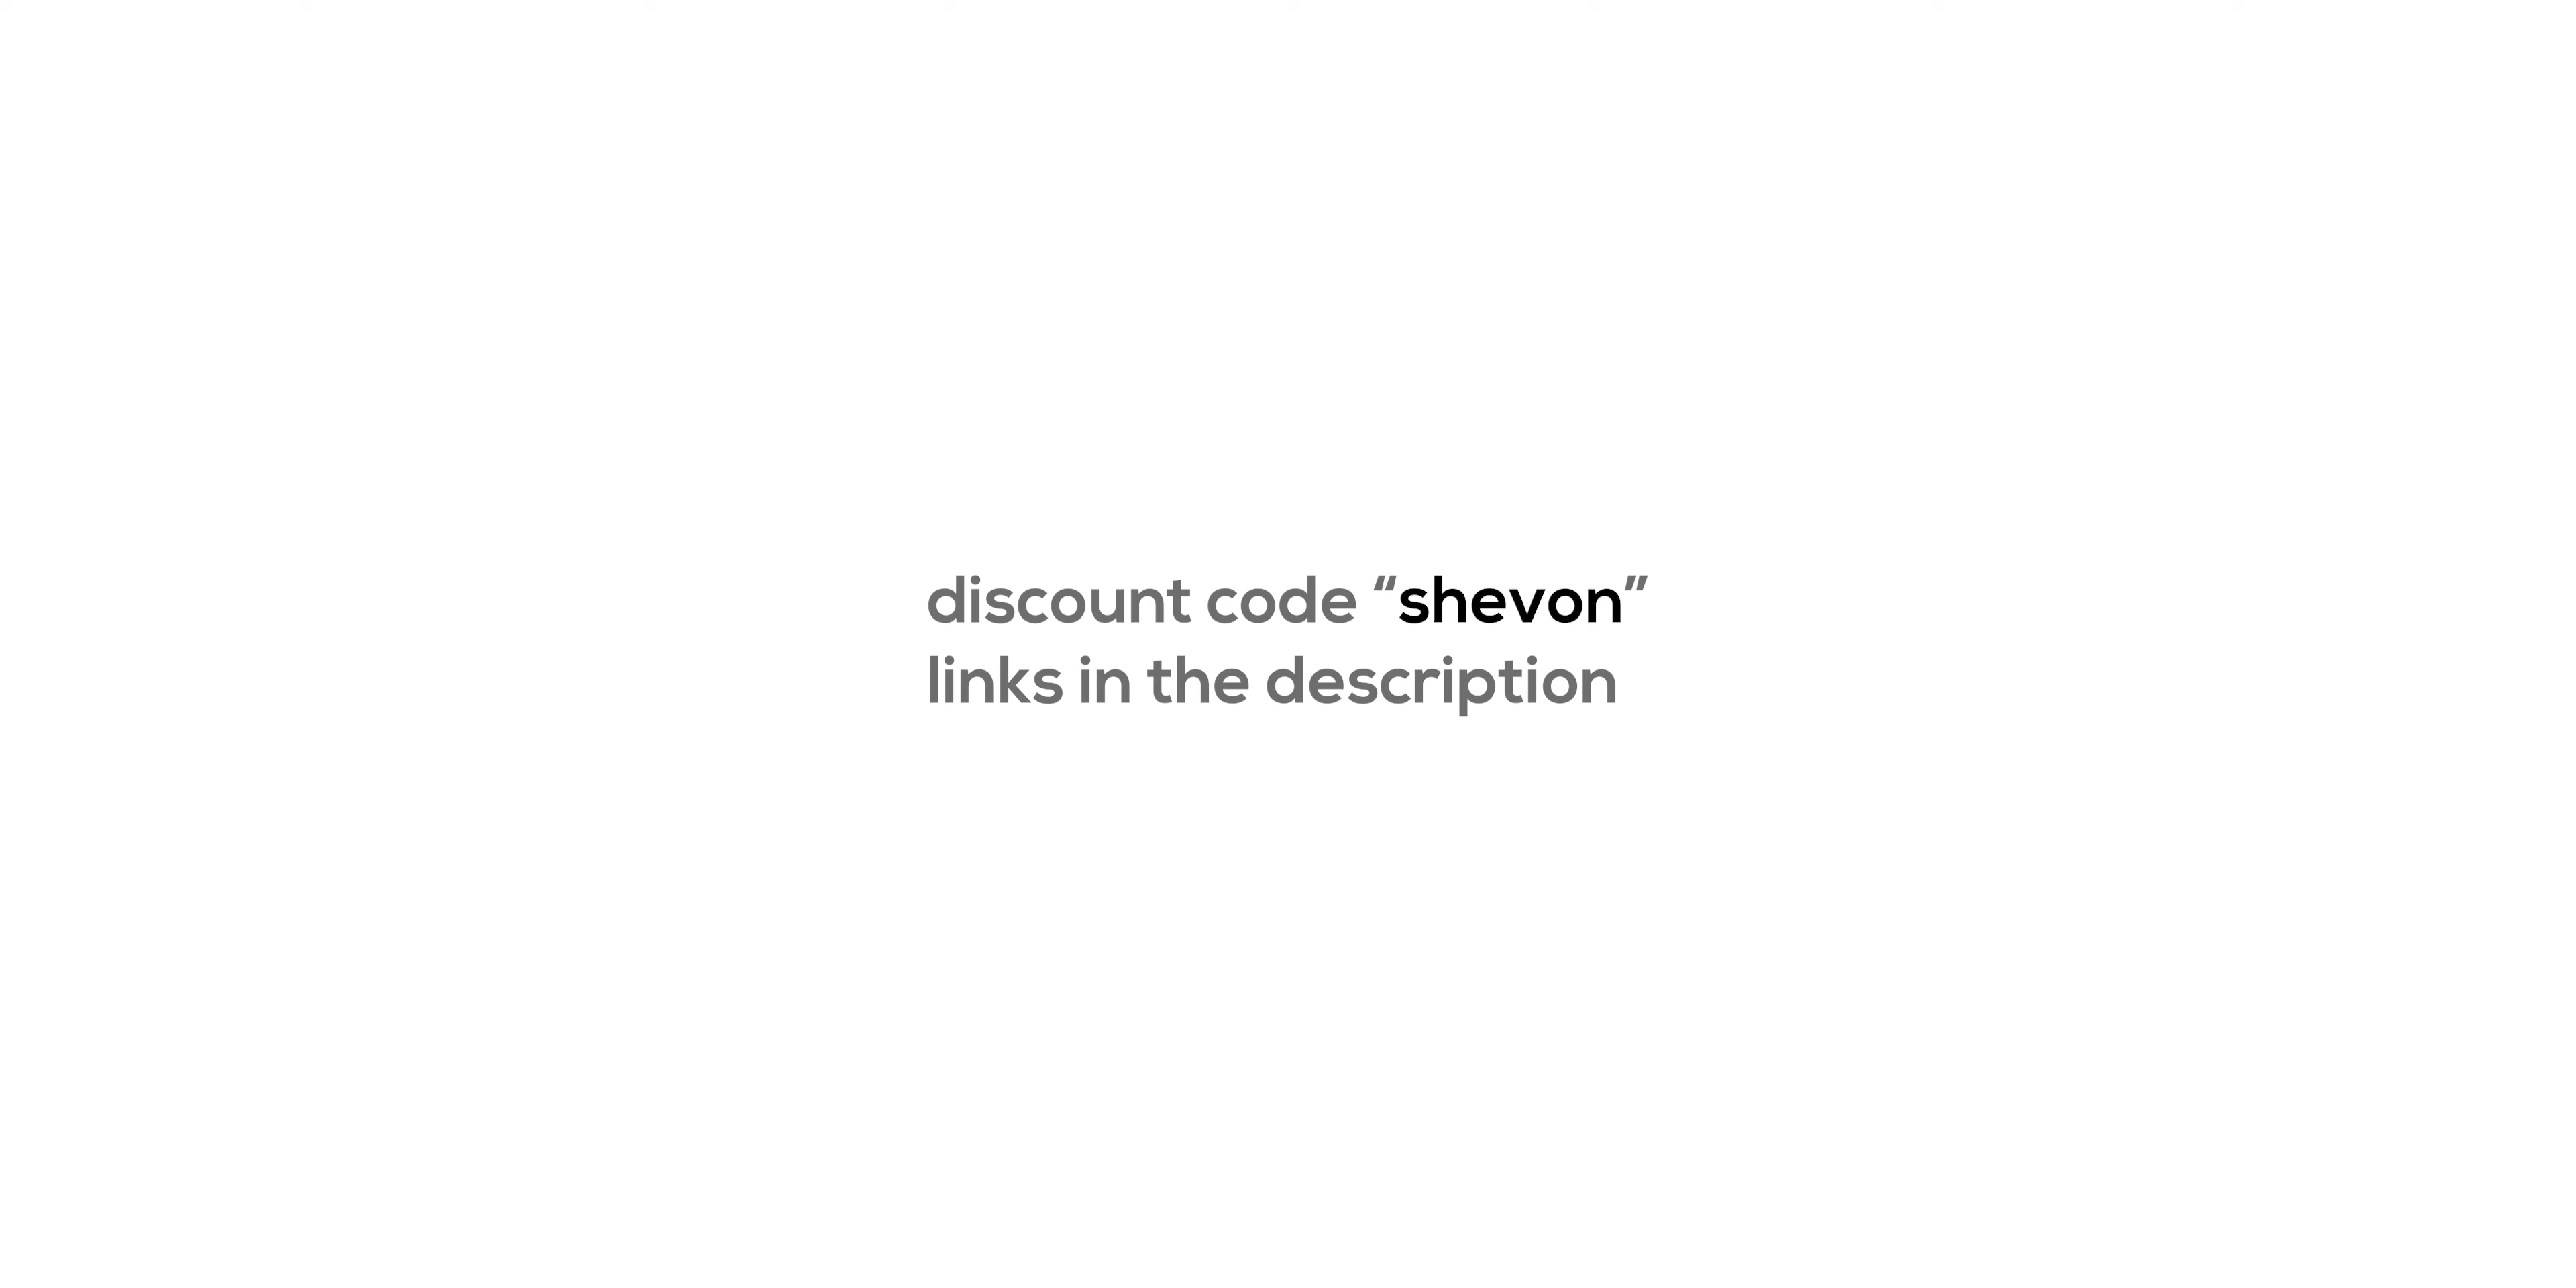 discount code “shevon”
links in the description